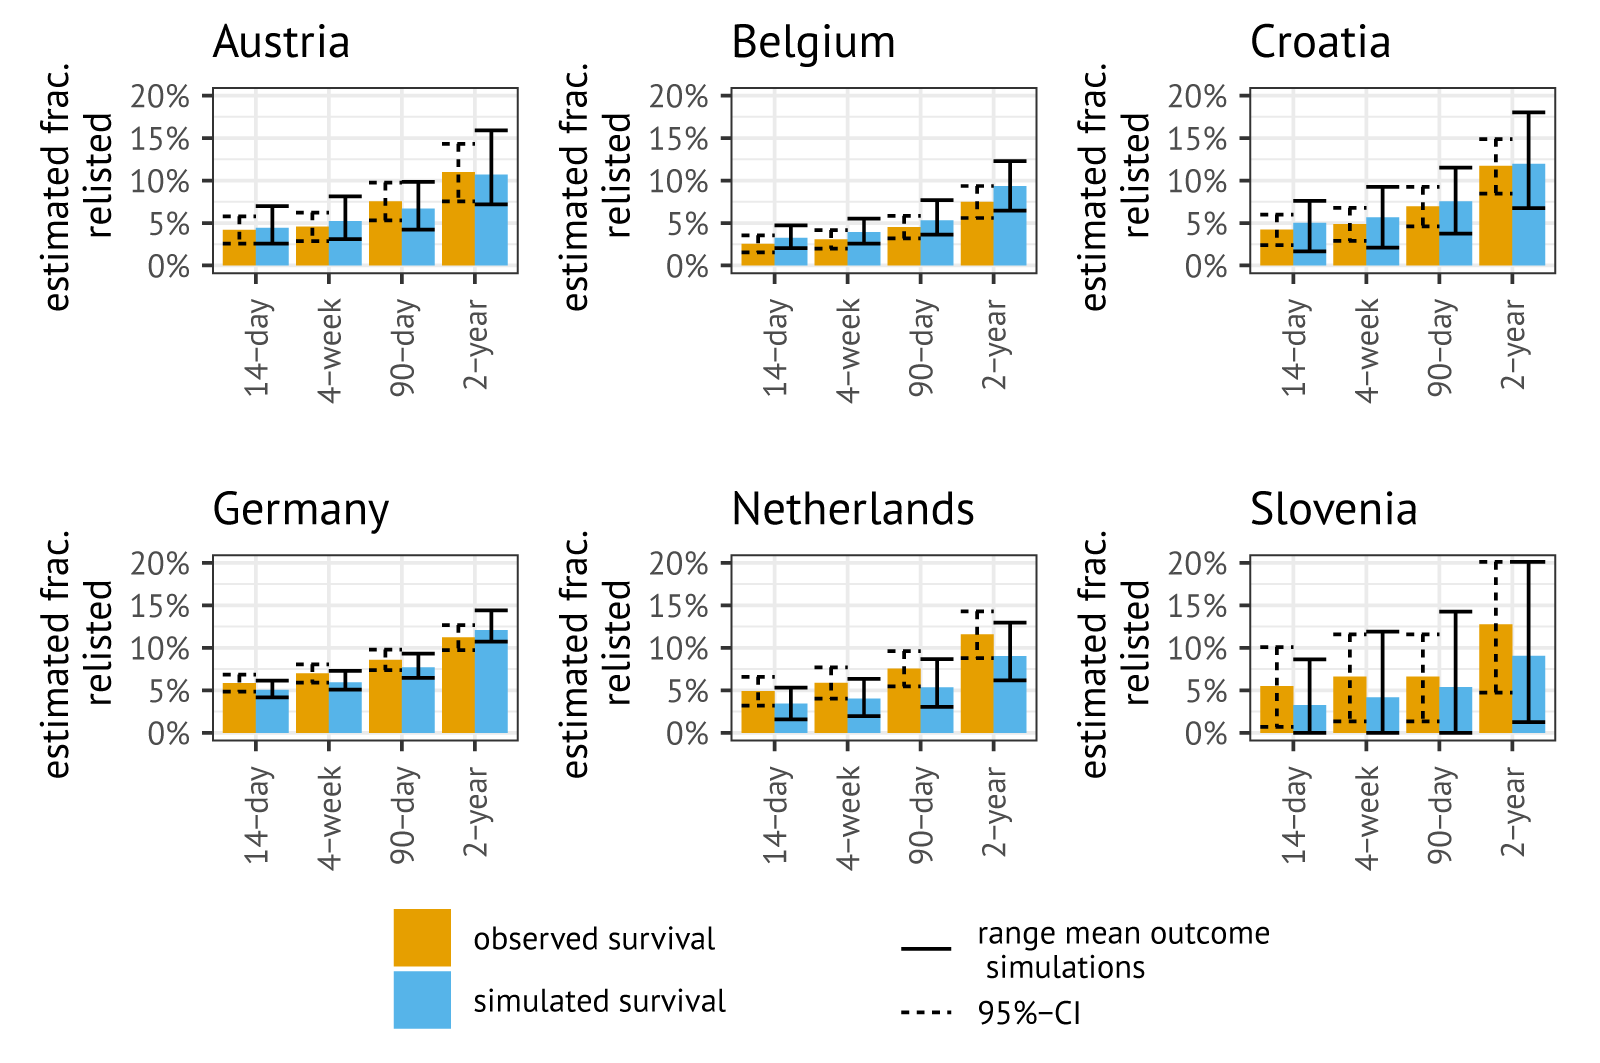 Austria
estimated frac.
relisted
20%
15%
10%
5%
0%
14−day
4−week
90−day
2−year
Belgium
estimated frac.
relisted
20%
15%
10%
5%
0%
14−day
4−week
90−day
2−year
Croatia
estimated frac.
relisted
20%
15%
10%
5%
0%
14−day
4−week
90−day
2−year
Germany
estimated frac.
relisted
20%
15%
10%
5%
0%
14−day
4−week
90−day
2−year
Netherlands
estimated frac.
relisted
20%
15%
10%
5%
0%
14−day
4−week
90−day
2−year
Slovenia
estimated frac.
relisted
20%
15%
10%
5%
0%
14−day
4−week
90−day
2−year
observed survival
simulated survival
range mean outcome
simulations
95%−CI